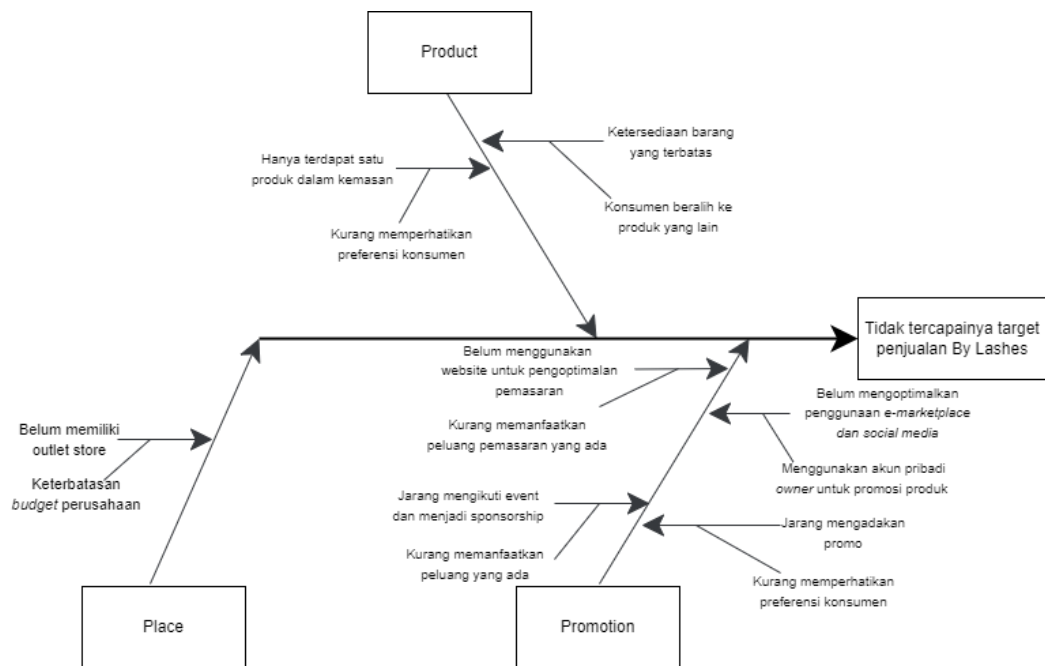 Product
Ketersediaan barang
yang terbatas
Hanya terdapat satu
produk dalam kemasan
Konsumen beralih ke
produk yang lain
Kurang memperhatikan
preferensi konsumen
Tidak tercapainya target
penjualan By Lashes
Belum menggunakan
website untuk pengoptimalan
pemasaran
Belum mengoptimalkan
penggunaan e-marketplace
dan social media
Kurang memanfaatkan
peluang pemasaran yang ada
Belum memiliki
outlet store
Menggunakan akun pribadi
owner untuk promosi produk
Keterbatasan
budget perusahaan
Jarang mengikuti event
dan menjadi sponsorship
Jarang mengadakan
promo
Kurang memanfaatkan
peluang yang ada
Kurang memperhatikan
preferensi konsumen
Place
Promotion